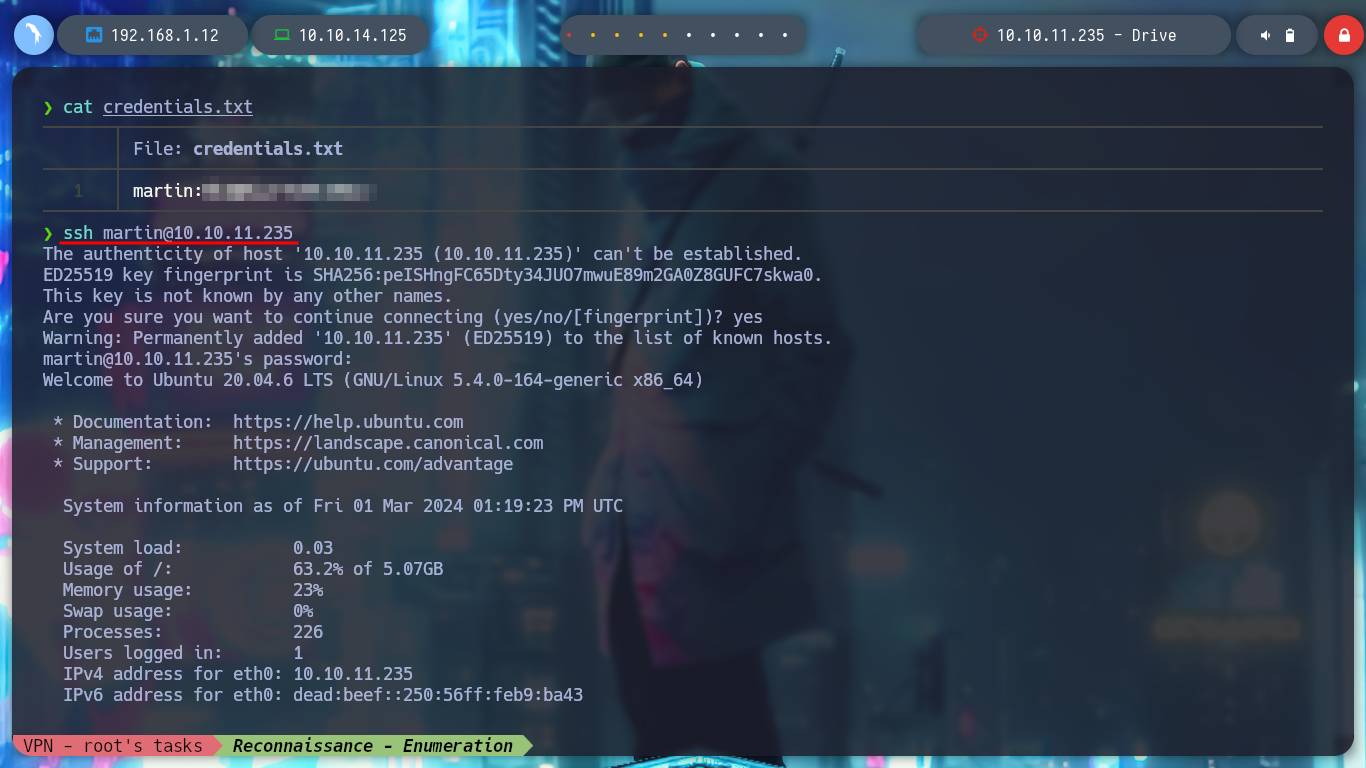 192.168.1.12
10.10.14.125
10.10.11.235 - Drive
❯ cat credentials.txt
File: credentials.txt
1 martin:
❯ ssh martin@10.10.11.235
The authenticity of host '10.10.11.235 (10.10.11.235)' can't be established.
ED25519 key fingerprint is SHA256:peISHngFC65Dty34JUO7mwuE89m2GA0Z8GUFC7skwa0.
This key is not known by any other names.
Are you sure you want to continue connecting (yes/no/[fingerprint])? yes
Warning: Permanently added '10.10.11.235' (ED25519) to the list of known hosts.
martin@10.10.11.235's password:
Welcome to Ubuntu 20.04.6 LTS (GNU/Linux 5.4.0-164-generic x86_64)
* Documentation: https://help.ubuntu.com
* Management: https://landscape.canonical.com
* Support: https://ubuntu.com/advantage
System information as of Fri 01 Mar 2024 01:19:23 PM UTC
System load: 0.03
Usage of /: 63.2% of 5.07GB
Memory usage: 23%
Swap usage: 0%
Processes: 226
Users logged in: 1
IPv4 address for eth0: 10.10.11.235
IPv6 address for eth0: dead:beef::250:56ff:feb9:ba43
VPN - root's tasks Reconnaissance - Enumeration